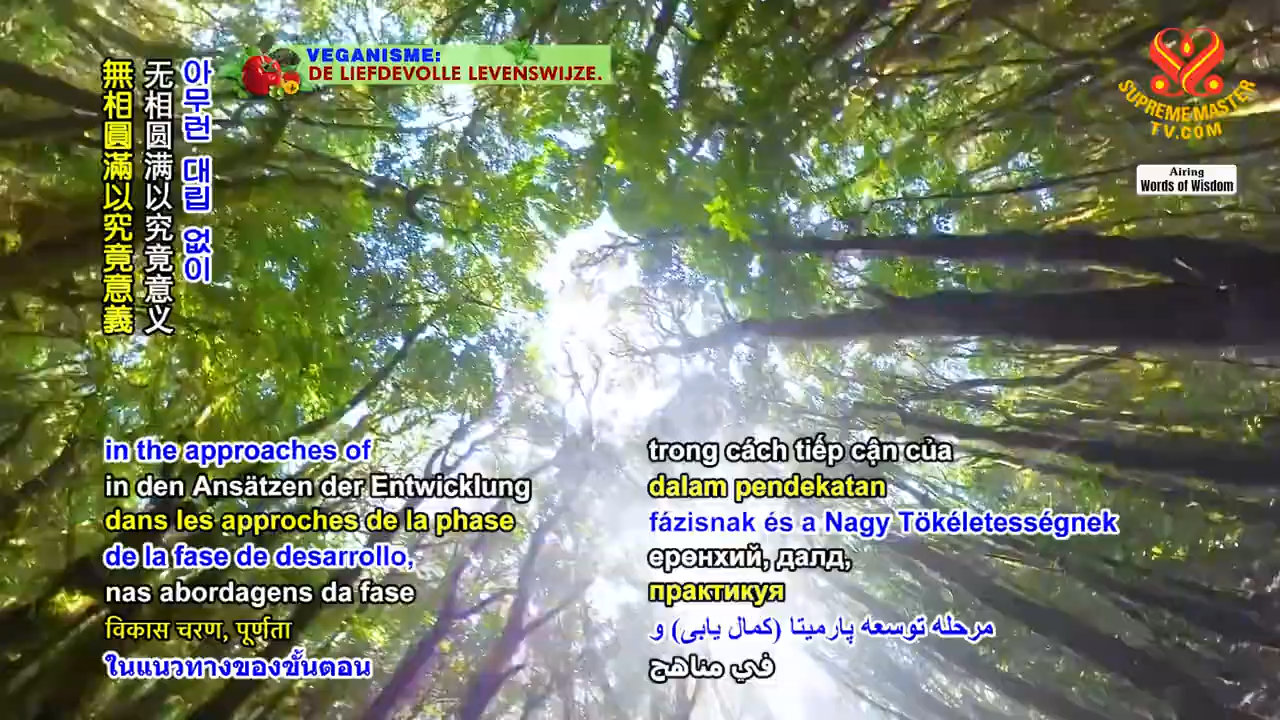 VEGANISME:
DE LIEFDEVOLLE LEVENSWIJZE.
SUPREME MASTER
TV.COM
Airing
Words of Wisdom
아무런 대립 없이
无相圆满以究竟意义
無相圓滿以究竟意義
in the approaches of
in den Ansätzen der Entwicklung
dans les approches de la phase
de la fase de desarrollo,
nas abordagens da fase
विकास चरण, पूर्णता
ในแนวทางของขั้นตอน
trong cách tiếp cận của
dalam pendekatan
fázisnak és a Nagy Tökéletességnek
ерөнхий, далд,
практикуя
مرحله توسعه پارمیتا (کمال یابی) و
في مناهج